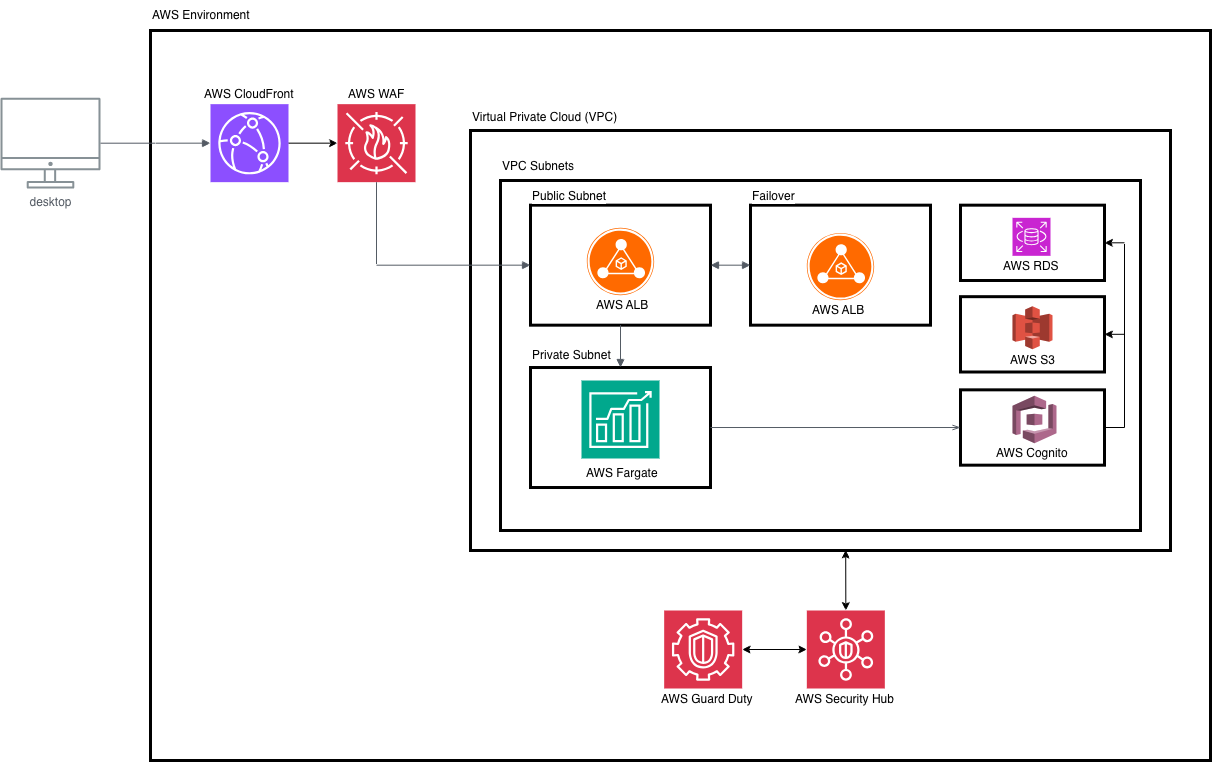 AWS Environment
AWS CloudFront
AWS WAF
desktop
Virtual Private Cloud (VPC)
VPC Subnets
Public Subnet
Failover
AWS ALB
AWS ALB
AWS RDS
AWS S3
Private Subnet
AWS Fargate
AWS Cognito
AWS Guard Duty
AWS Security Hub